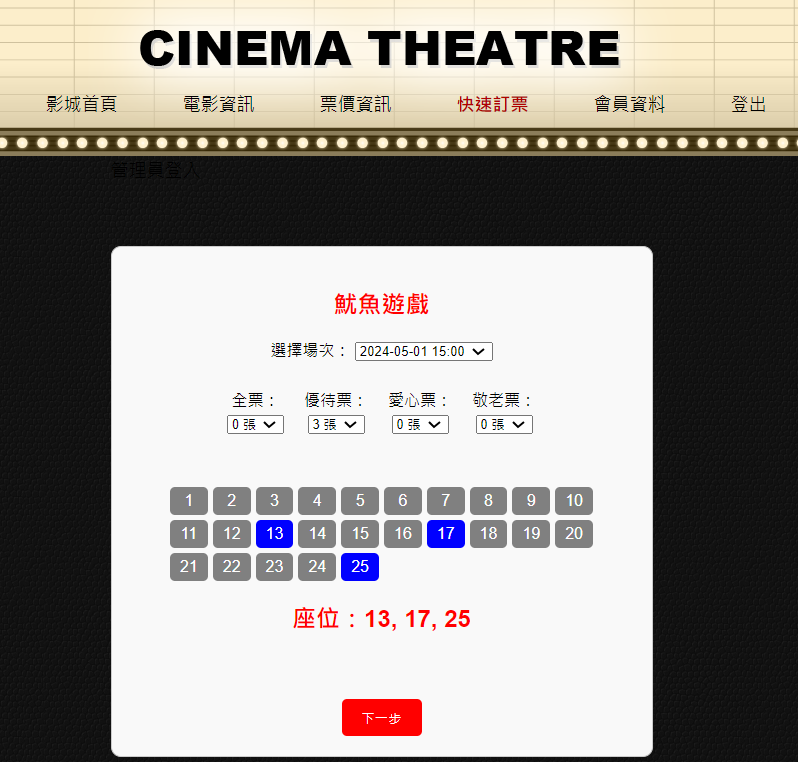 CINEMA THEATRE
影城首頁 電影資訊 票價資訊 快速訂票 會員資料 登出
管理員登入
魷魚遊戲
選擇場次： 2024-05-01 15:00
全票： 優待票： 愛心票： 敬老票：
0 張 3 張 0 張 0 張
1 2 3 4 5 6 7 8 9 10
11 12 13 14 15 16 17 18 19 20
21 22 23 24 25
座位：13, 17, 25
下一步